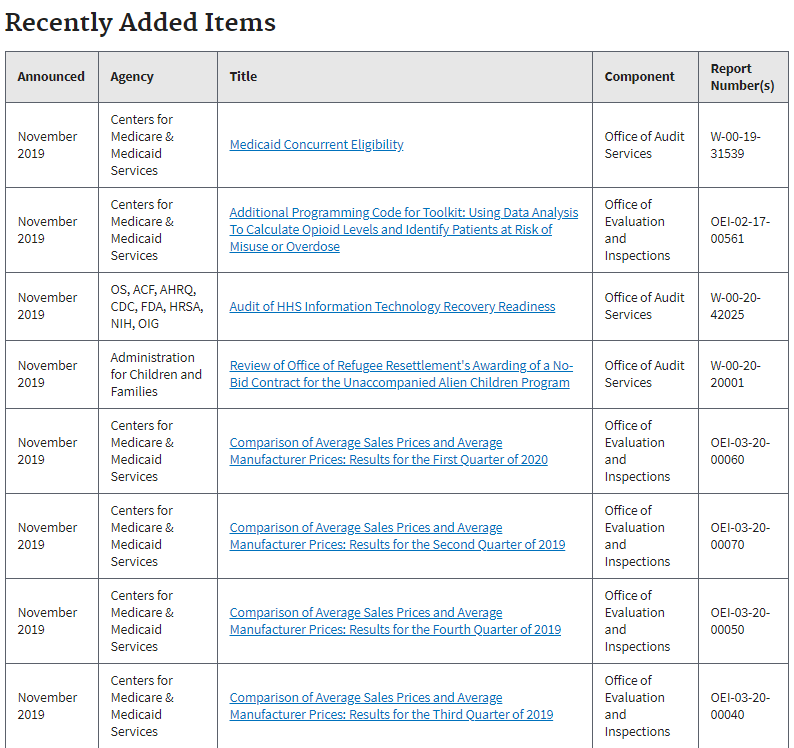 Recently Added Items
Announced
Agency
Title
Component
Report
Number(s)
November
2019
Centers for
Medicare &
Medicaid
Services
Medicaid Concurrent Eligibility
Office of Audit
Services
W-00-19-
31539
November
2019
Centers for
Medicare &
Medicaid
Services
Additional Programming Code for Toolkit: Using Data Analysis
To Calculate Opioid Levels and Identify Patients at Risk of
Misuse or Overdose
Office of
Evaluation
and
Inspections
OEI-02-17-
00561
November
2019
OS, ACF, AHRQ,
CDC, FDA, HRSA,
NIH, OIG
Audit of HHS Information Technology Recovery Readiness
Office of Audit
Services
W-00-20-
42025
November
2019
Administration
for Children and
Families
Review of Office of Refugee Resettlement's Awarding of a No-
Bid Contract for the Unaccompanied Alien Children Program
Office of Audit
Services
W-00-20-
20001
November
2019
Centers for
Medicare &
Medicaid
Services
Comparison of Average Sales Prices and Average
Manufacturer Prices: Results for the First Quarter of 2020
Office of
Evaluation
and
Inspections
OEI-03-20-
00060
November
2019
Centers for
Medicare &
Medicaid
Services
Comparison of Average Sales Prices and Average
Manufacturer Prices: Results for the Second Quarter of 2019
Office of
Evaluation
and
Inspections
OEI-03-20-
00070
November
2019
Centers for
Medicare &
Medicaid
Services
Comparison of Average Sales Prices and Average
Manufacturer Prices: Results for the Fourth Quarter of 2019
Office of
Evaluation
and
Inspections
OEI-03-20-
00050
November
2019
Centers for
Medicare &
Medicaid
Services
Comparison of Average Sales Prices and Average
Manufacturer Prices: Results for the Third Quarter of 2019
Office of
Evaluation
and
Inspections
OEI-03-20-
00040